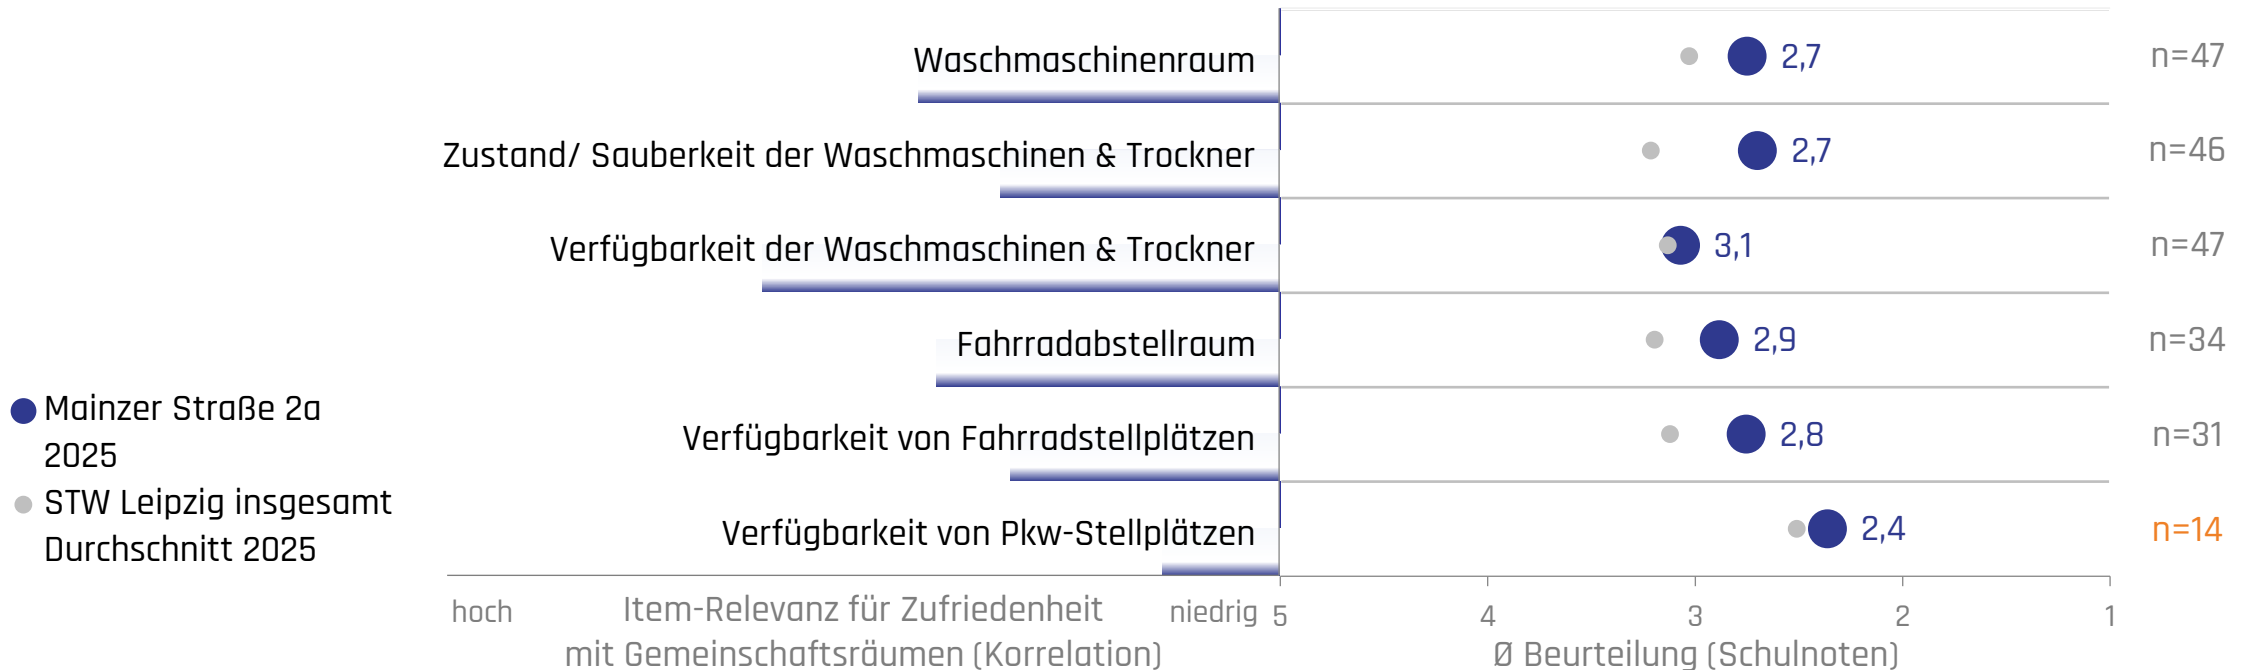 Waschmaschinenraum 2,7 n=47
Zustand/ Sauberkeit der Waschmaschinen & Trockner 2,7 n=46
Verfügbarkeit der Waschmaschinen & Trockner 3,1 n=47
Fahrradabstellraum 2,9 n=34
Verfügbarkeit von Fahrradstellplätzen 2,8 n=31
Verfügbarkeit von Pkw-Stellplätzen 2,4 n=14
Mainzer Straße 2a
2025
STW Leipzig insgesamt
Durchschnitt 2025
hoch Item-Relevanz für Zufriedenheit niedrig
mit Gemeinschaftsräumen (Korrelation)
5 4 3 2 1
Ø Beurteilung (Schulnoten)